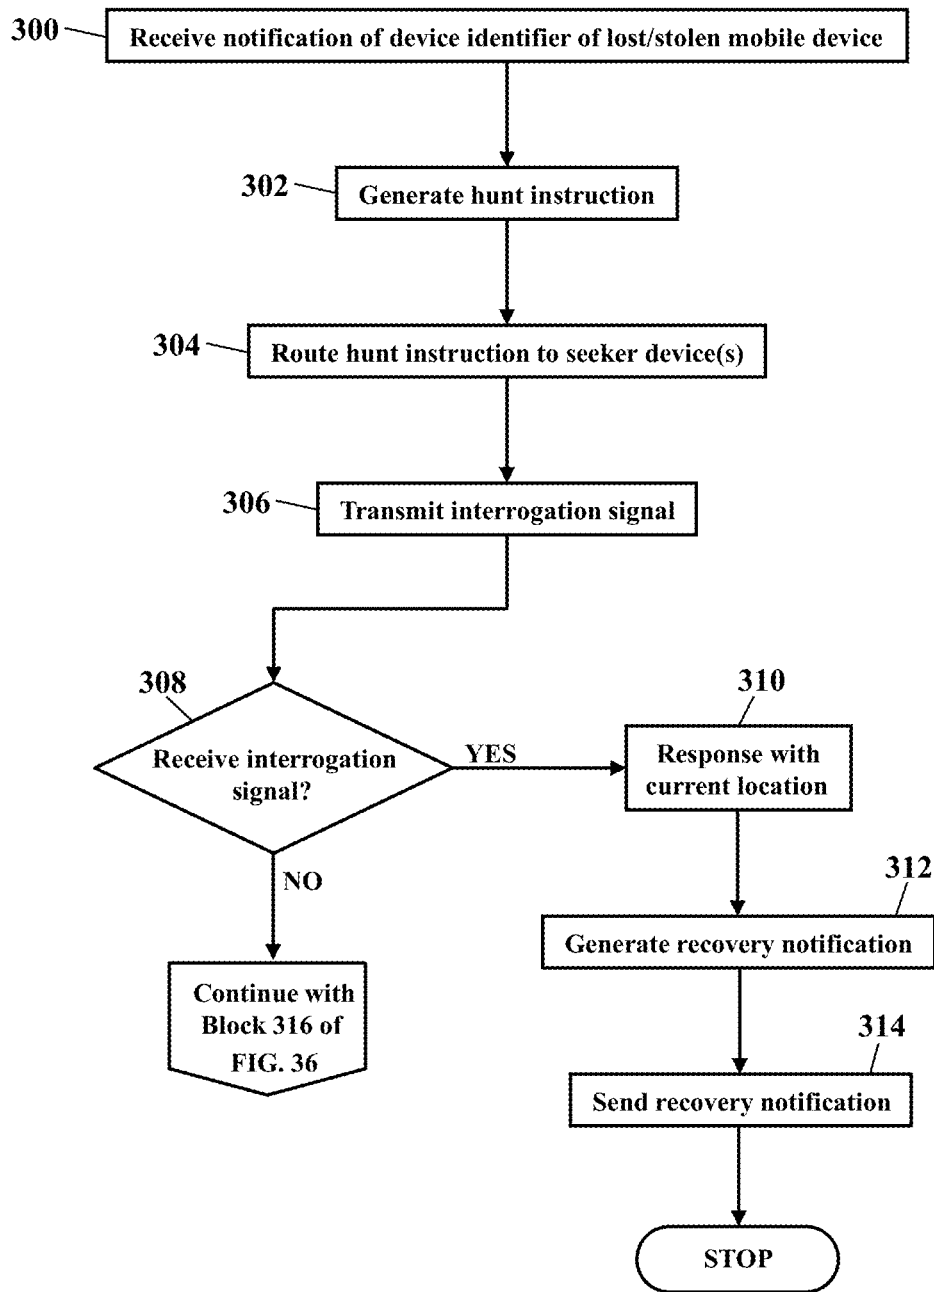 300
Receive notification of device identifier of lost/stolen mobile device
302
Generate hunt instruction
304
Route hunt instruction to seeker device(s)
306
Transmit interrogation signal
308
Receive interrogation
signal?
YES
310
Response with
current location
NO
312
Generate recovery notification
Continue with
Block 316 of
FIG. 36
314
Send recovery notification
STOP